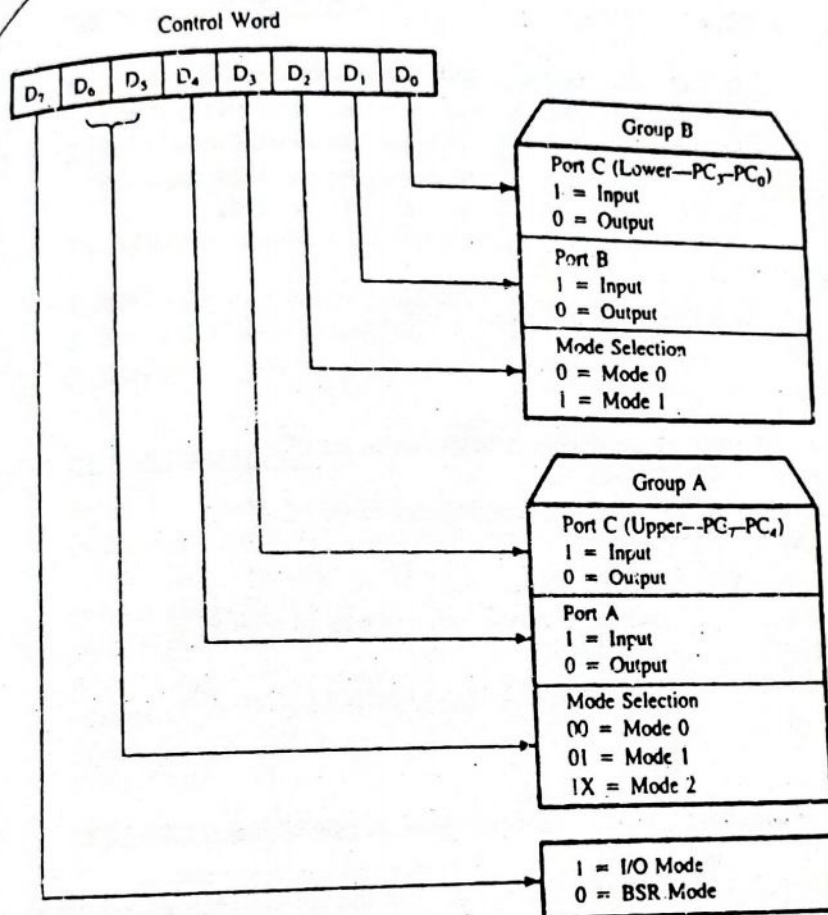 Control Word
D₇ D₆ D₅ D₄ D₃ D₂ D₁ D₀
Group B
Port C (Lower—PC₃–PC₀)
1 = Input
0 = Output
Port B
1 = Input
0 = Output
Mode Selection
0 = Mode 0
1 = Mode 1
Group A
Port C (Upper—PC₇–PC₄)
1 = Input
0 = Output
Port A
1 = Input
0 = Output
Mode Selection
00 = Mode 0
01 = Mode 1
1X = Mode 2
1 = I/O Mode
0 = BSR Mode